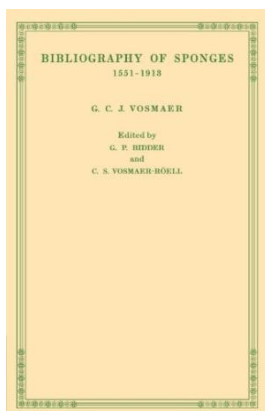 BIBLIOGRAPHY OF SPONGES
1551–1913
G. C. J. VOSMAER
Edited by
G. P. BIDDER
and
C. S. VOSMAER-RÖELL